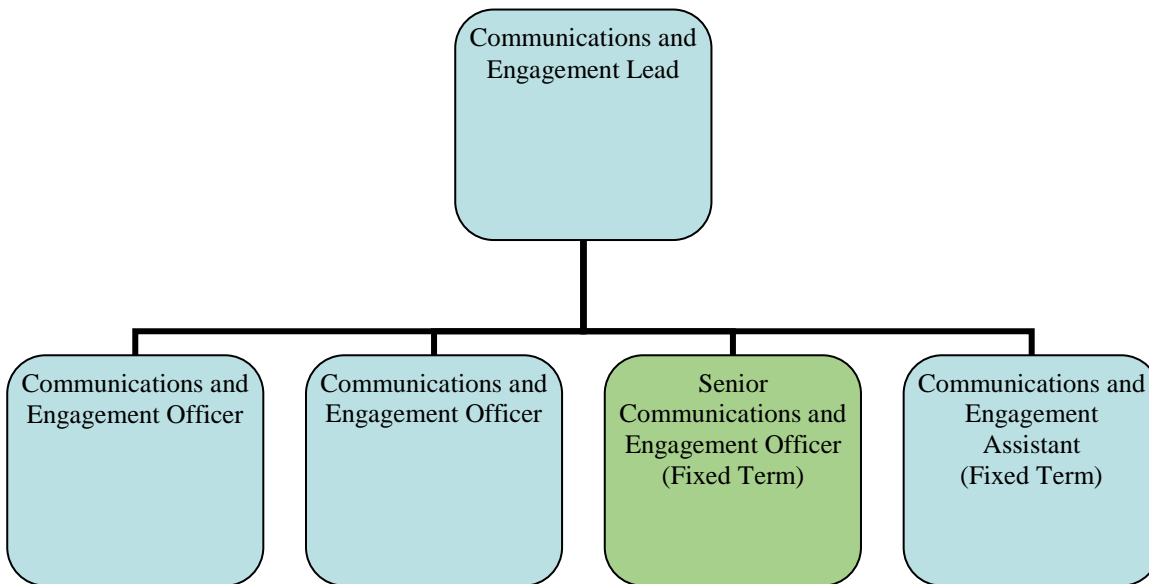 Communications and
Engagement Lead
Communications and
Engagement Officer
Communications and
Engagement Officer
Senior
Communications and
Engagement Officer
(Fixed Term)
Communications and
Engagement
Assistant
(Fixed Term)